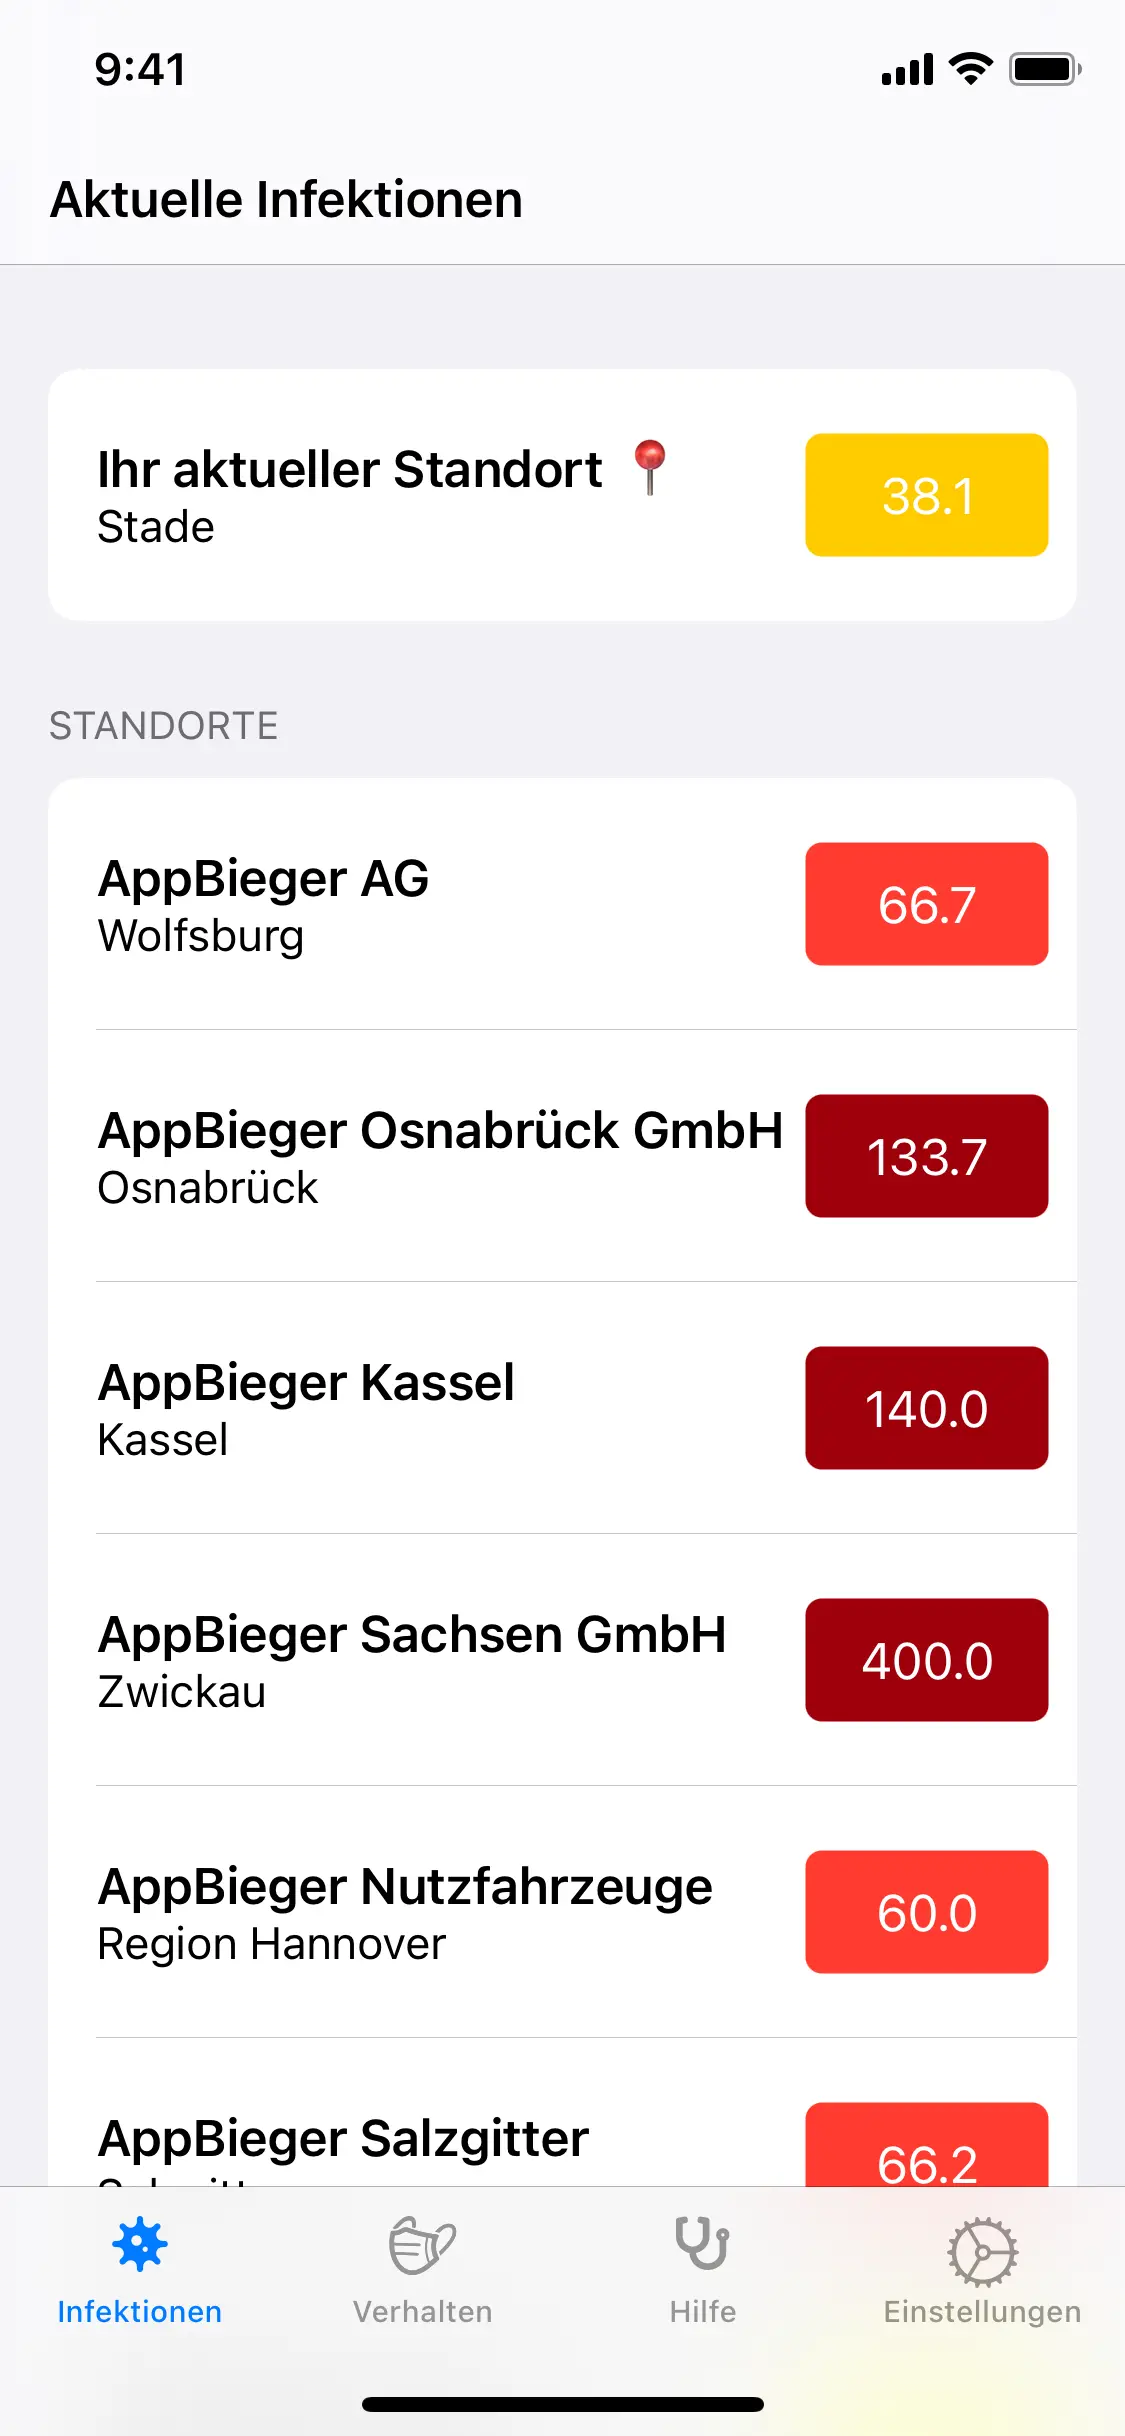 9:41
Aktuelle Infektionen
Ihr aktueller Standort
38.1
Stade
STANDORTE
AppBieger AG
66.7
Wolfsburg
AppBieger Osnabrück GmbH
133.7
Osnabrück
AppBieger Kassel
140.0
Kassel
AppBieger Sachsen GmbH
400.0
Zwickau
AppBieger Nutzfahrzeuge
60.0
Region Hannover
AppBieger Salzgitter
66.2
Infektionen
Verhalten
Hilfe
Einstellungen